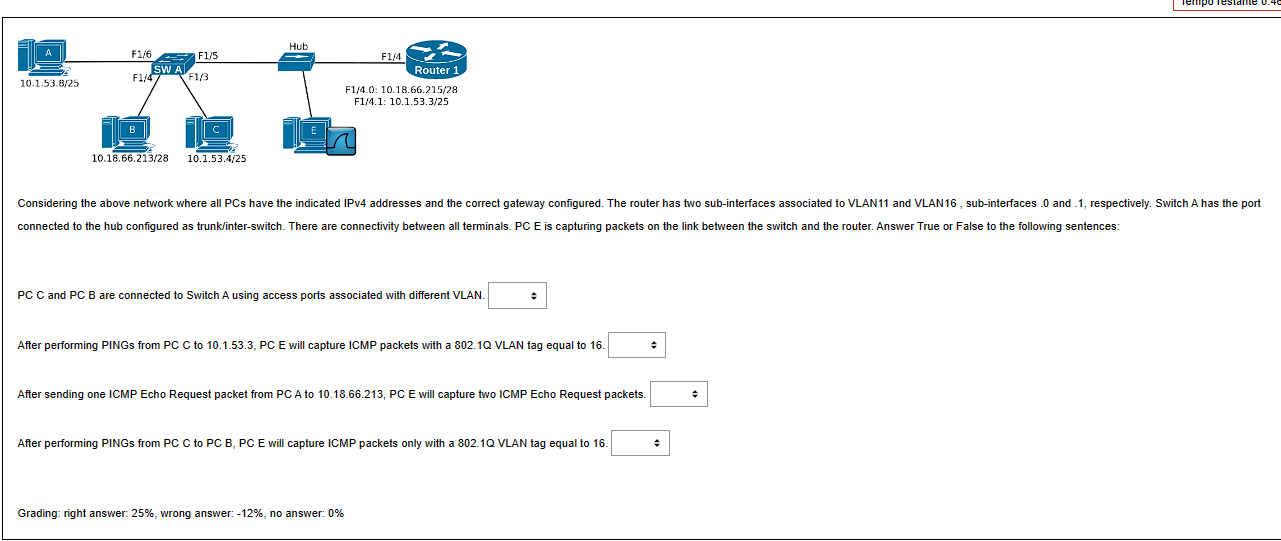 Tempo restante 0:46
Hub
A
F1/6
F1/5
F1/4
SW A
Router 1
10.1.53.8/25
F1/4
F1/3
F1/4.0: 10.18.66.215/28
F1/4.1: 10.1.53.3/25
B
C
E
10.18.66.213/28
10.1.53.4/25
Considering the above network where all PCs have the indicated IPv4 addresses and the correct gateway configured. The router has two sub-interfaces associated to VLAN11 and VLAN16 , sub-interfaces .0 and .1, respectively. Switch A has the port
connected to the hub configured as trunk/inter-switch. There are connectivity between all terminals. PC E is capturing packets on the link between the switch and the router. Answer True or False to the following sentences:
PC C and PC B are connected to Switch A using access ports associated with different VLAN.
After performing PINGs from PC C to 10.1.53.3, PC E will capture ICMP packets with a 802.1Q VLAN tag equal to 16.
After sending one ICMP Echo Request packet from PC A to 10.18.66.213, PC E will capture two ICMP Echo Request packets.
After performing PINGs from PC C to PC B, PC E will capture ICMP packets only with a 802.1Q VLAN tag equal to 16.
Grading: right answer: 25%, wrong answer: -12%, no answer: 0%